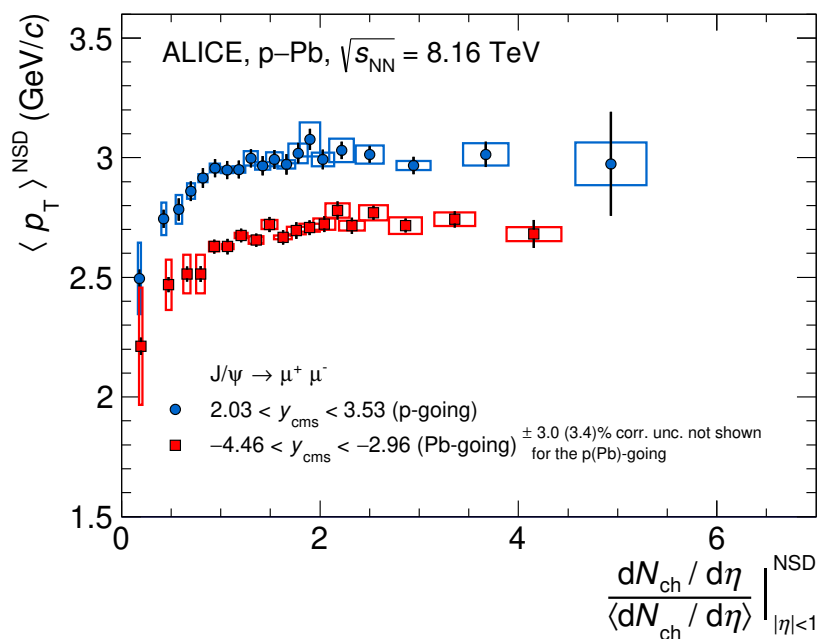 ALICE, p–Pb, √s_NN = 8.16 TeV
⟨ p_T ⟩^NSD (GeV/c)
3.5
3
2.5
2
1.5
J/ψ → μ⁺ μ⁻
2.03 < y_cms < 3.53 (p-going)
−4.46 < y_cms < −2.96 (Pb-going)
± 3.0 (3.4)% corr. unc. not shown
for the p(Pb)-going
0 2 4 6
dN_ch / dη
⟨dN_ch / dη⟩
NSD
|η|<1